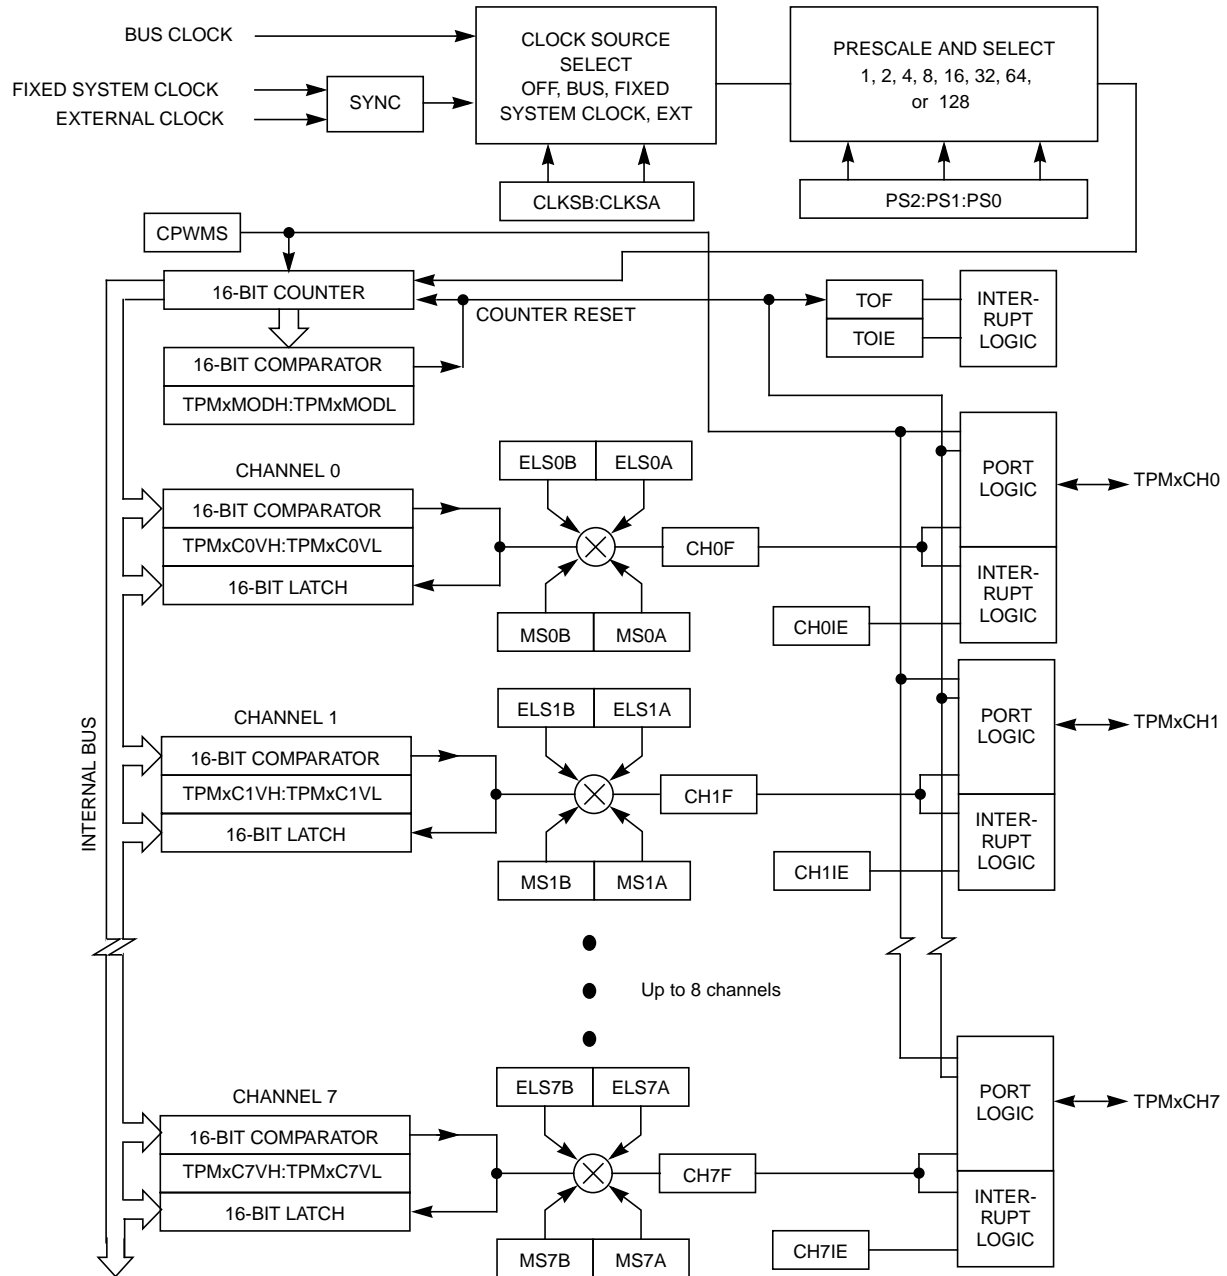 BUS CLOCK
FIXED SYSTEM CLOCK
EXTERNAL CLOCK
SYNC
CLOCK SOURCE
SELECT
OFF, BUS, FIXED
SYSTEM CLOCK, EXT
PRESCALE AND SELECT
1, 2, 4, 8, 16, 32, 64,
or 128
CLKSB:CLKSA
PS2:PS1:PS0
CPWMS
16-BIT COUNTER
COUNTER RESET
TOF
TOIE
INTER-
RUPT
LOGIC
16-BIT COMPARATOR
TPMxMODH:TPMxMODL
CHANNEL 0
16-BIT COMPARATOR
TPMxC0VH:TPMxC0VL
16-BIT LATCH
ELS0B
ELS0A
MS0B
MS0A
CH0F
CH0IE
PORT
LOGIC
INTER-
RUPT
LOGIC
TPMxCH0
INTERNAL BUS
CHANNEL 1
16-BIT COMPARATOR
TPMxC1VH:TPMxC1VL
16-BIT LATCH
ELS1B
ELS1A
MS1B
MS1A
CH1F
CH1IE
PORT
LOGIC
INTER-
RUPT
LOGIC
TPMxCH1
Up to 8 channels
CHANNEL 7
16-BIT COMPARATOR
TPMxC7VH:TPMxC7VL
16-BIT LATCH
ELS7B
ELS7A
MS7B
MS7A
CH7F
CH7IE
PORT
LOGIC
INTER-
RUPT
LOGIC
TPMxCH7